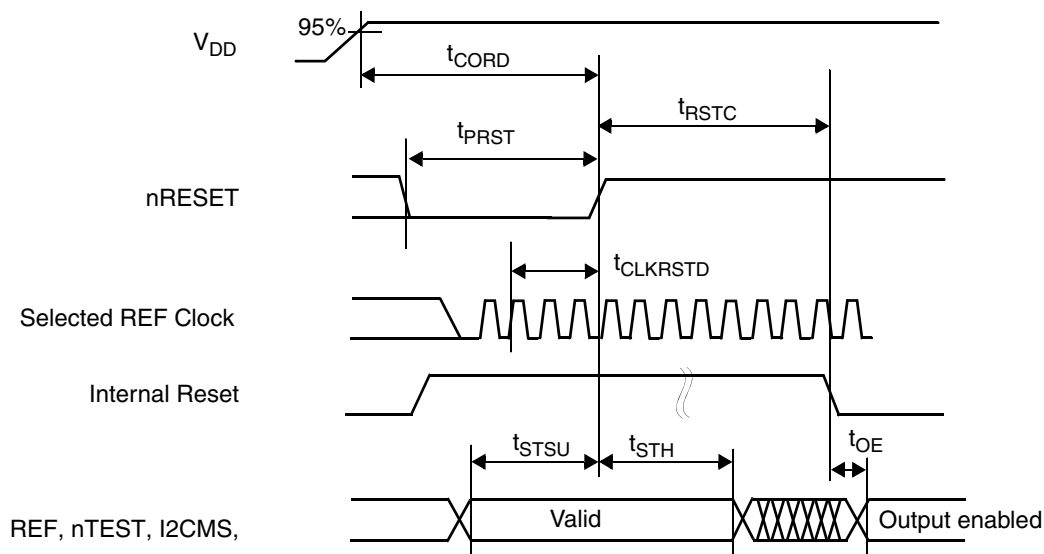 95%
VDD
tCORD
tRSTC
tPRST
nRESET
tCLKRSTD
Selected REF Clock
Internal Reset
tSTSU
tSTH
tOE
REF, nTEST, I2CMS,
Valid
Output enabled